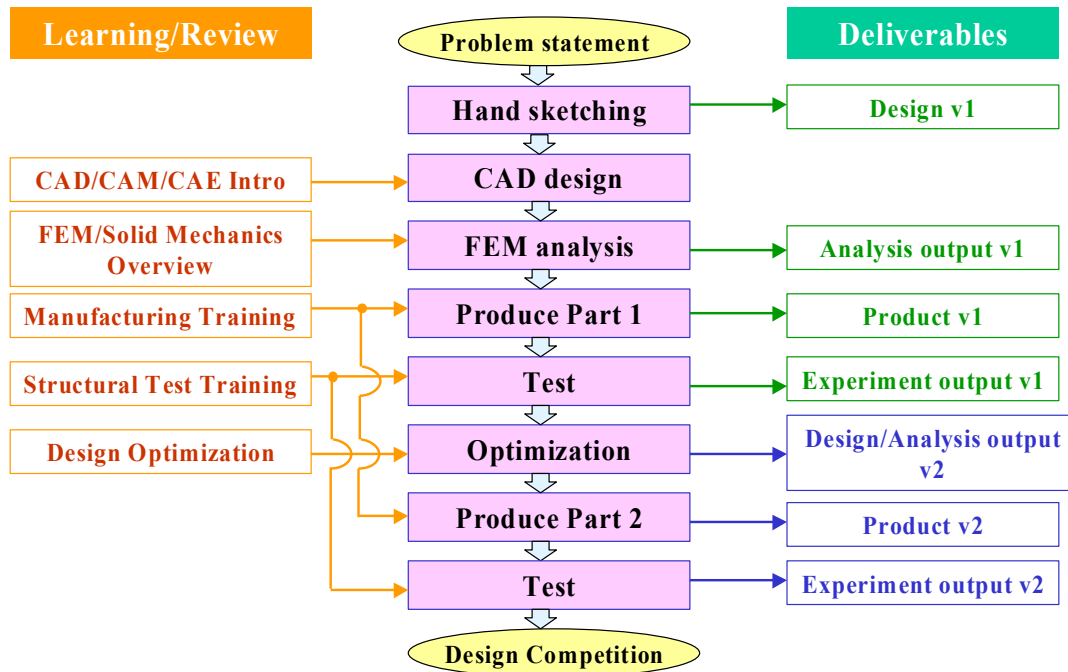 Learning/Review
Problem statement
Deliverables
Hand sketching
Design v1
CAD/CAM/CAE Intro
CAD design
FEM/Solid Mechanics
Overview
FEM analysis
Analysis output v1
Manufacturing Training
Produce Part 1
Product v1
Structural Test Training
Test
Experiment output v1
Design Optimization
Optimization
Design/Analysis output
v2
Produce Part 2
Product v2
Test
Experiment output v2
Design Competition